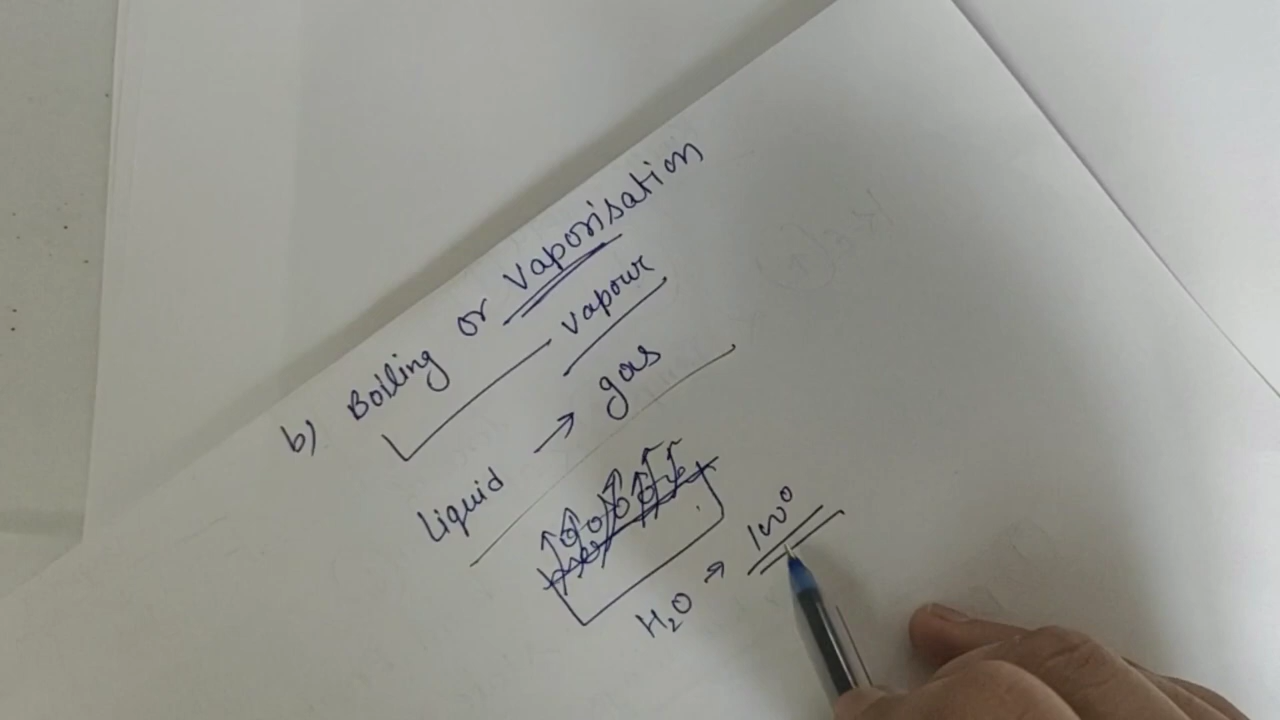 b) Boiling or Vaporisation
vapour
liquid → gas
H₂O → 100°